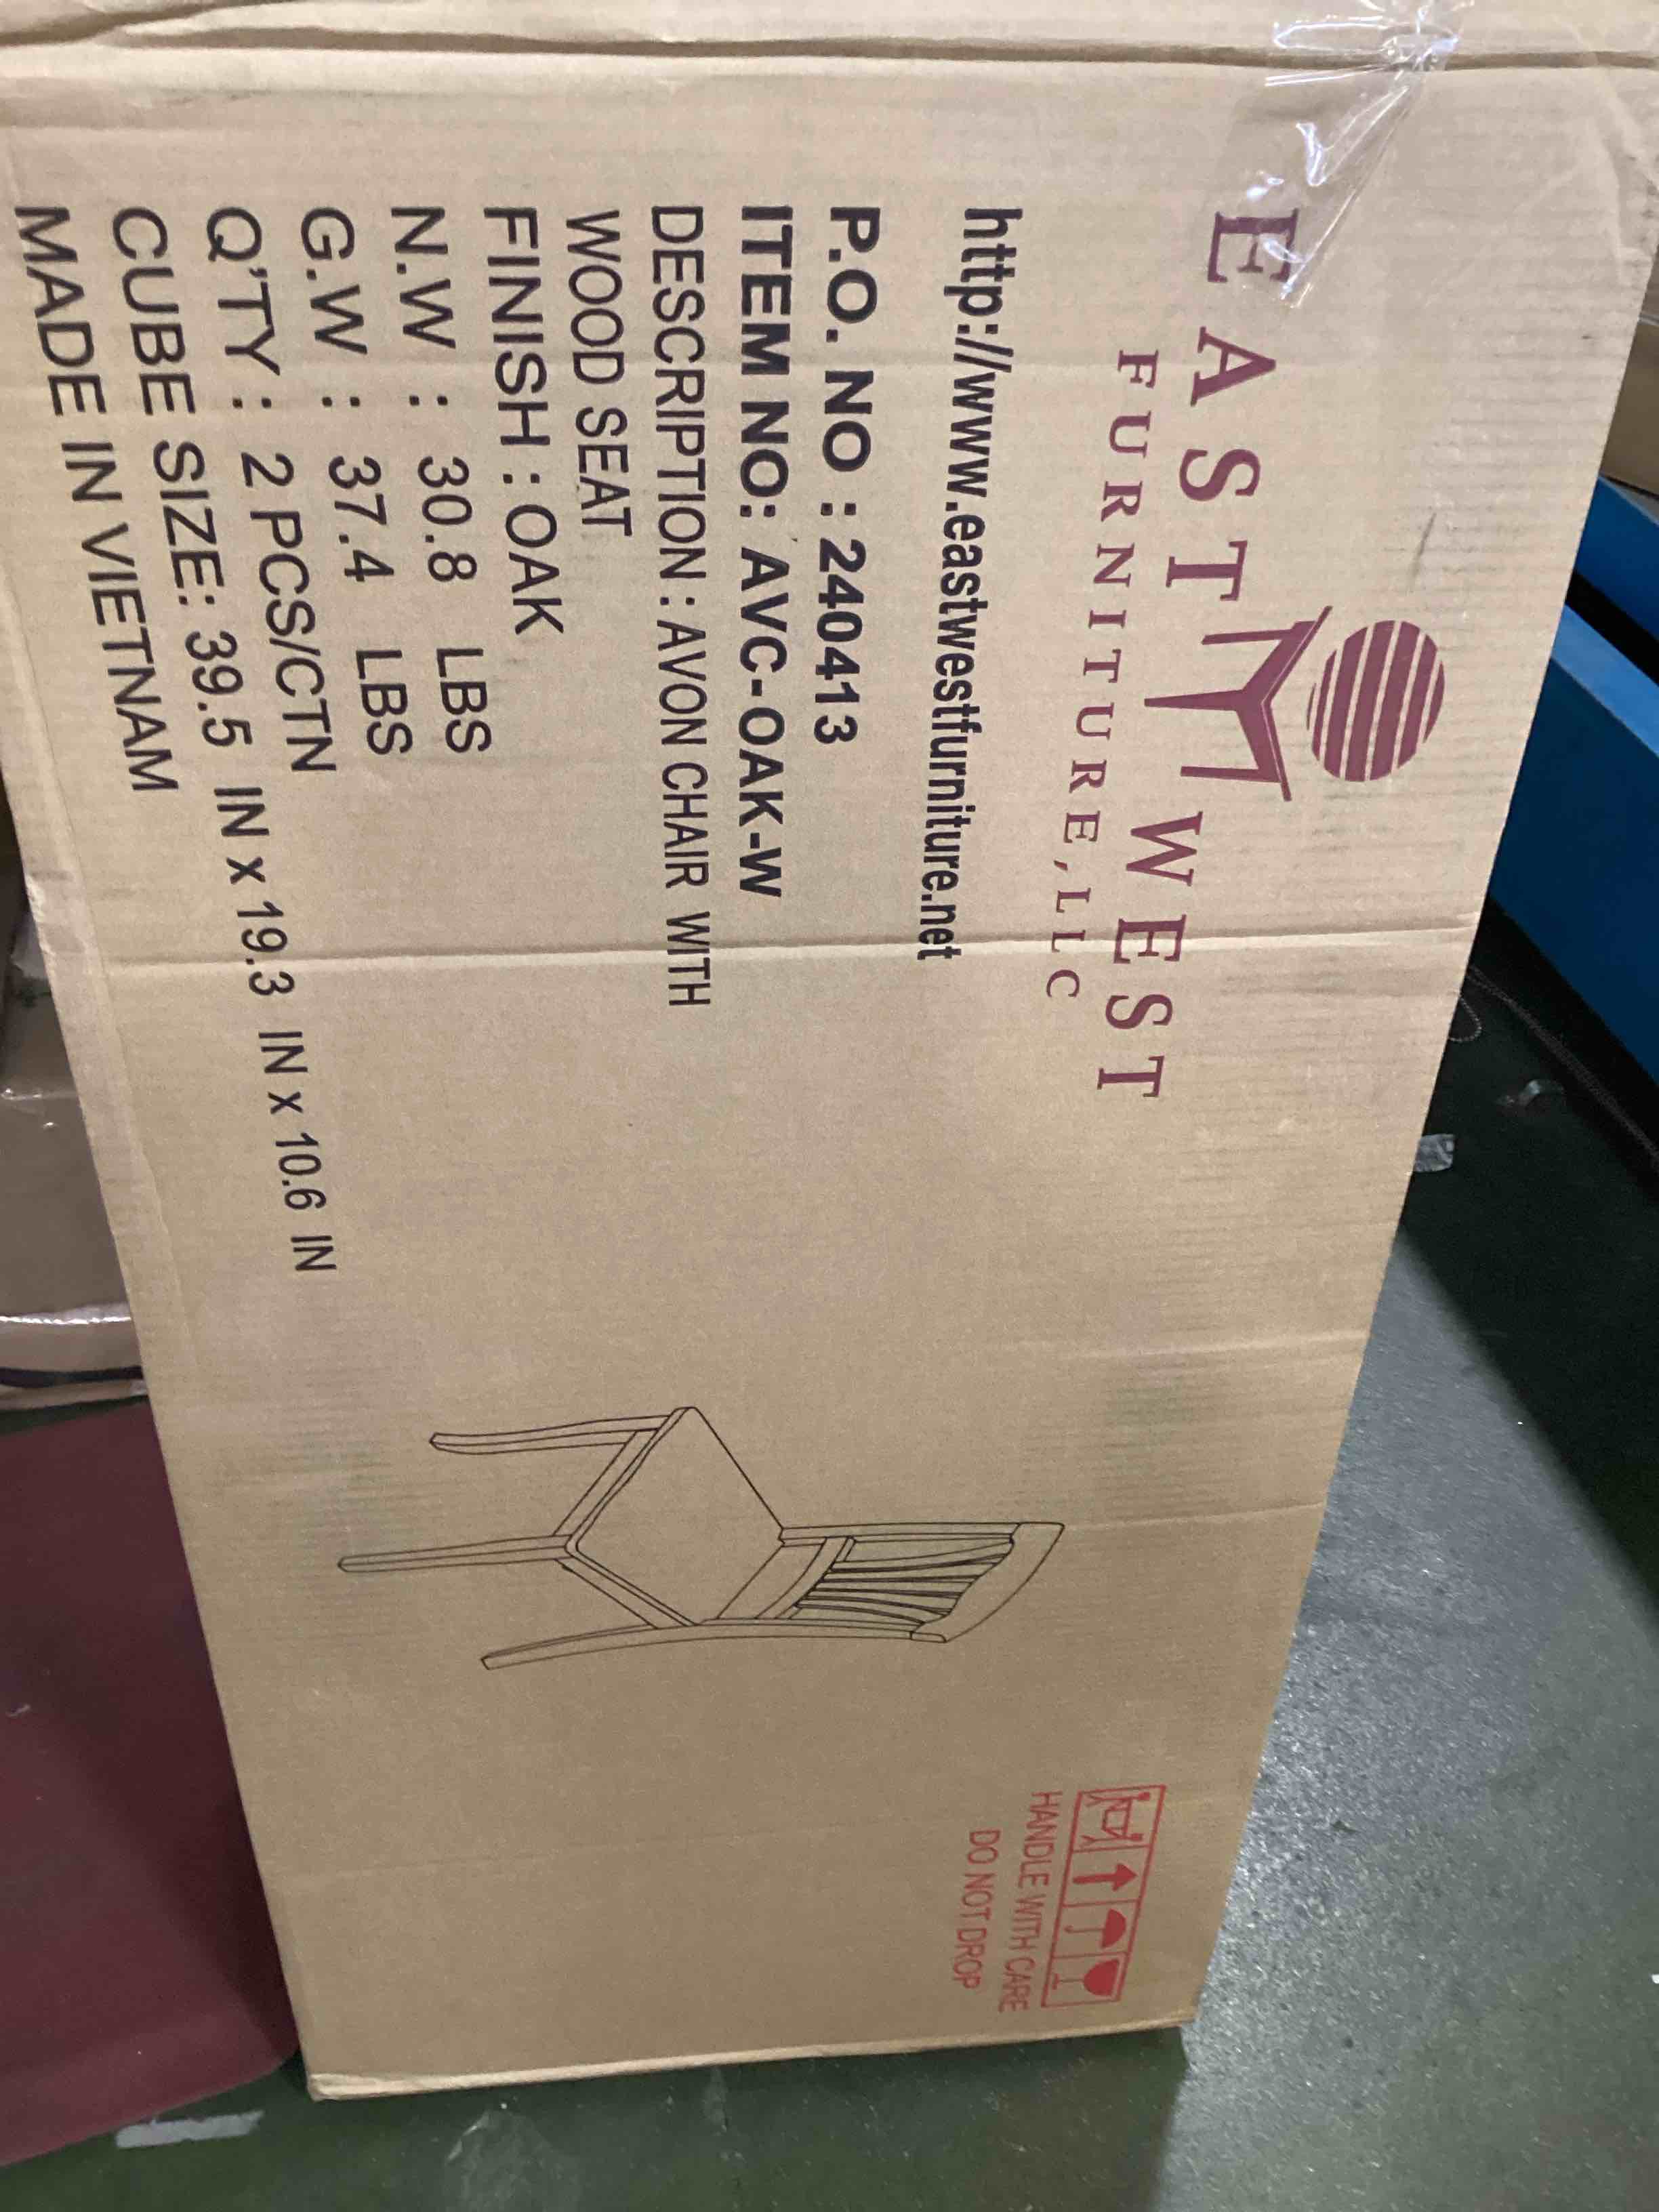 EAST WEST
FURNITURE, LLC
http://www.eastwestfurniture.net
P.O. NO : 240413
ITEM NO: AVC-OAK-W
DESCRIPTION : AVON CHAIR WITH
WOOD SEAT
FINISH : OAK
N.W : 30.8 LBS
G.W : 37.4 LBS
Q'TY : 2 PCS/CTN
CUBE SIZE: 39.5 IN x 19.3 IN x 10.6 IN
MADE IN VIETNAM
HANDLE WITH CARE
DO NOT DROP